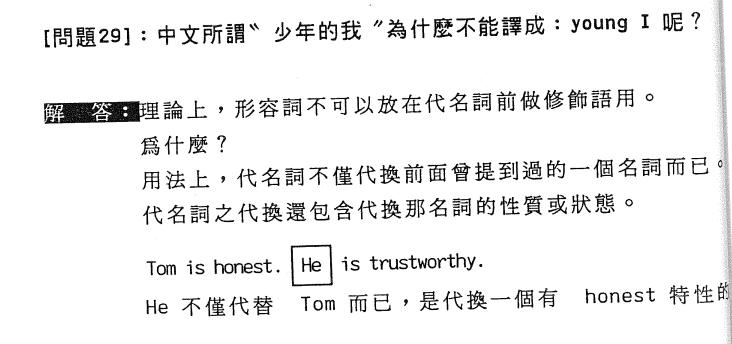 [問題29]：中文所謂〝少年的我〞為什麼不能譯成：young I 呢？
解 答：理論上，形容詞不可以放在代名詞前做修飾語用。
爲什麼？
用法上，代名詞不僅代換前面曾提到過的一個名詞而已。
代名詞之代換還包含代換那名詞的性質或狀態。
Tom is honest. He is trustworthy.
He 不僅代替 Tom 而已，是代換一個有 honest 特性的